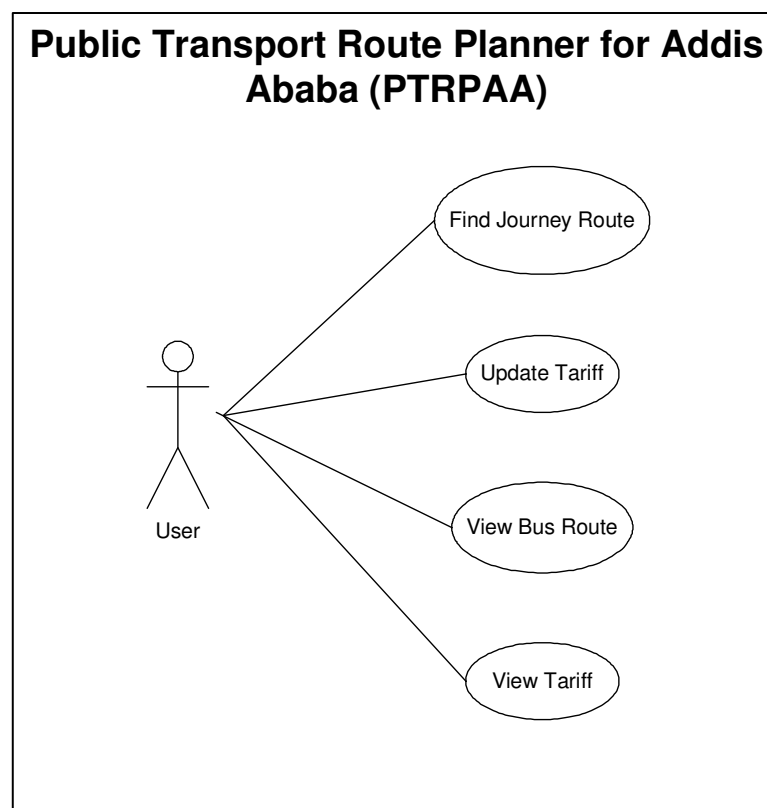 Public Transport Route Planner for Addis
Ababa (PTRPAA)
Find Journey Route
Update Tariff
View Bus Route
User
View Tariff